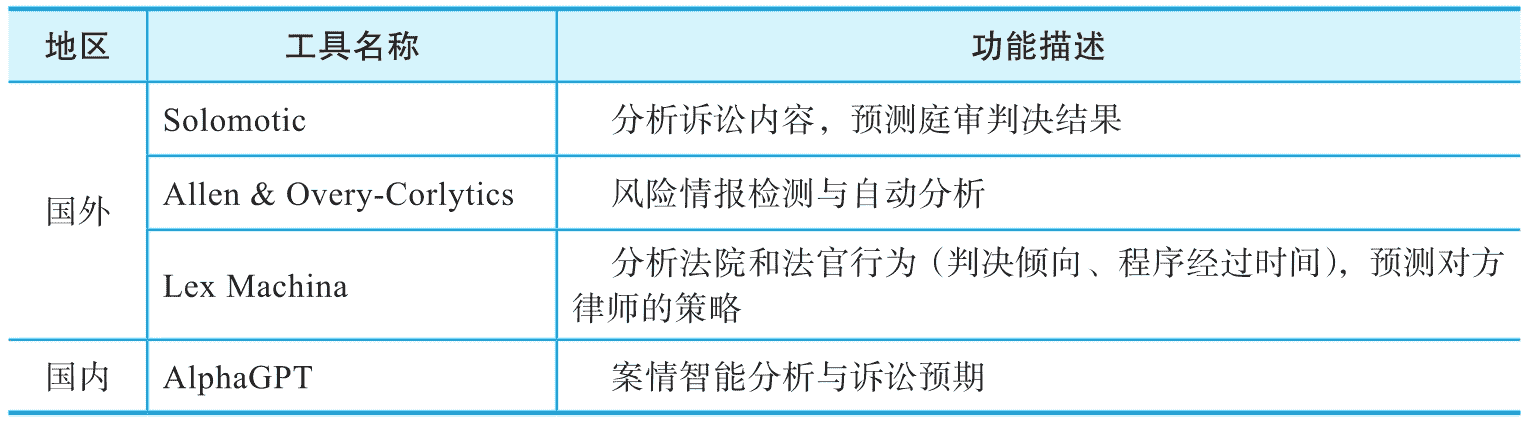 地区 工具名称 功能描述
国外
Solomotic 分析诉讼内容，预测庭审判决结果
Allen & Overy-Corlytics 风险情报检测与自动分析
Lex Machina 分析法院和法官行为（判决倾向、程序经过时间），预测对方
律师的策略
国内 AlphaGPT 案情智能分析与诉讼预期